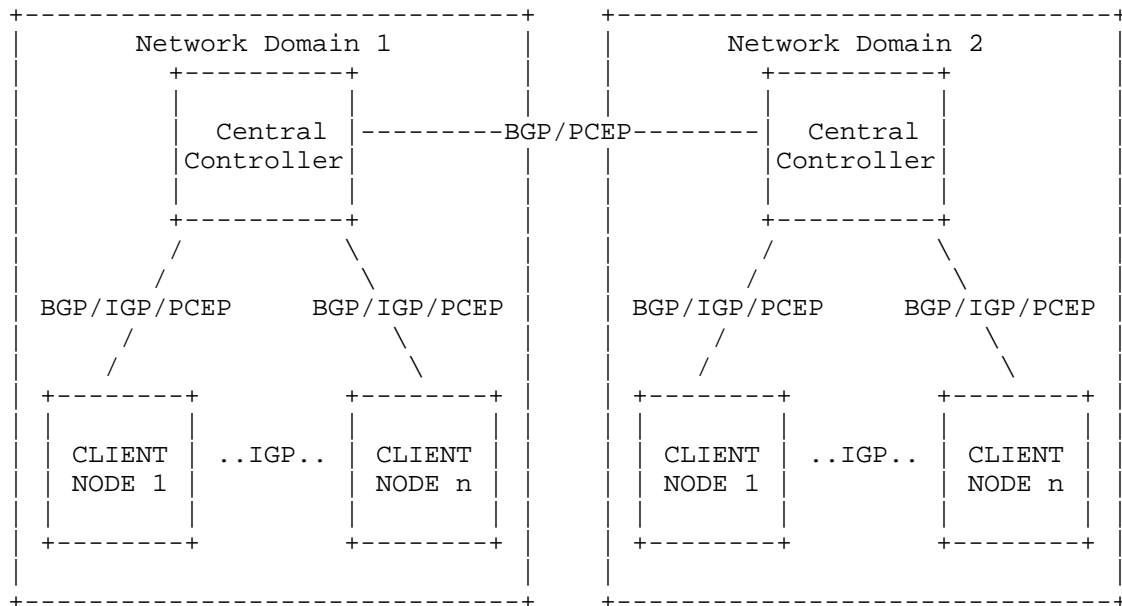 Network Domain 1 Network Domain 2
Central BGP/PCEP Central
Controller Controller
BGP/IGP/PCEP BGP/IGP/PCEP BGP/IGP/PCEP BGP/IGP/PCEP
CLIENT ..IGP.. CLIENT CLIENT ..IGP.. CLIENT
NODE 1 NODE n NODE 1 NODE n